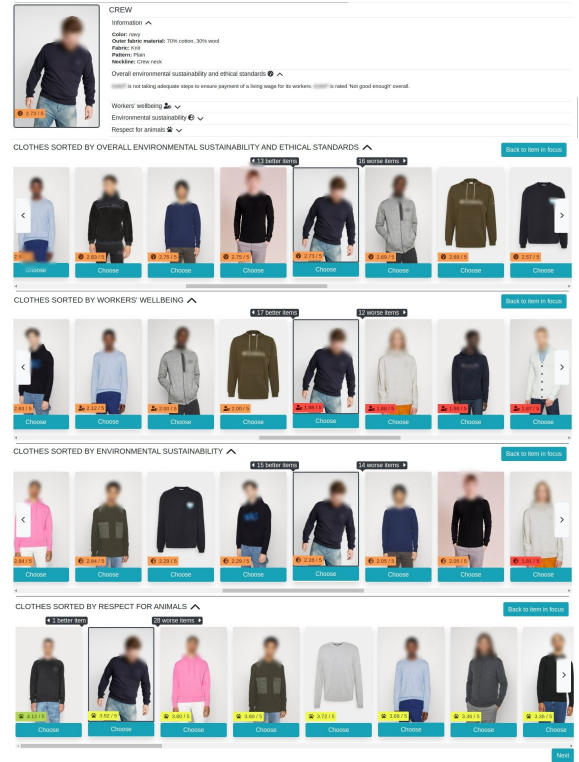 CREW
Information
Color: navy
Outer fabric material: 70% cotton, 30% wool
Fabric: Knit
Pattern: Plain
Neckline: Crew neck
Overall environmental sustainability and ethical standards
is not taking adequate steps to ensure payment of a living wage for its workers. is rated 'Not good enough' overall.
2.73 / 5
Workers' wellbeing
Environmental sustainability
Respect for animals
CLOTHES SORTED BY OVERALL ENVIRONMENTAL SUSTAINABILITY AND ETHICAL STANDARDS
Back to item in focus
13 better items 16 worse items
2.83 / 5 2.75 / 5 2.75 / 5 2.73 / 5 2.69 / 5 2.69 / 5 2.57 / 5
Choose Choose Choose Choose Choose Choose Choose Choose
CLOTHES SORTED BY WORKERS' WELLBEING
Back to item in focus
17 better items 12 worse items
2.63 / 5 2.12 / 5 2.00 / 5 2.00 / 5 1.98 / 5 1.88 / 5 1.88 / 5 1.87 / 5
Choose Choose Choose Choose Choose Choose Choose Choose
CLOTHES SORTED BY ENVIRONMENTAL SUSTAINABILITY
Back to item in focus
15 better items 14 worse items
2.84 / 5 2.84 / 5 2.29 / 5 2.29 / 5 2.28 / 5 2.05 / 5 2.05 / 5 1.81 / 5
Choose Choose Choose Choose Choose Choose Choose Choose
CLOTHES SORTED BY RESPECT FOR ANIMALS
Back to item in focus
1 better item 28 worse items
3.92 / 5 3.80 / 5 3.80 / 5 3.72 / 5 3.36 / 5 3.36 / 5
Choose Choose Choose Choose Choose Choose Choose Choose
Next